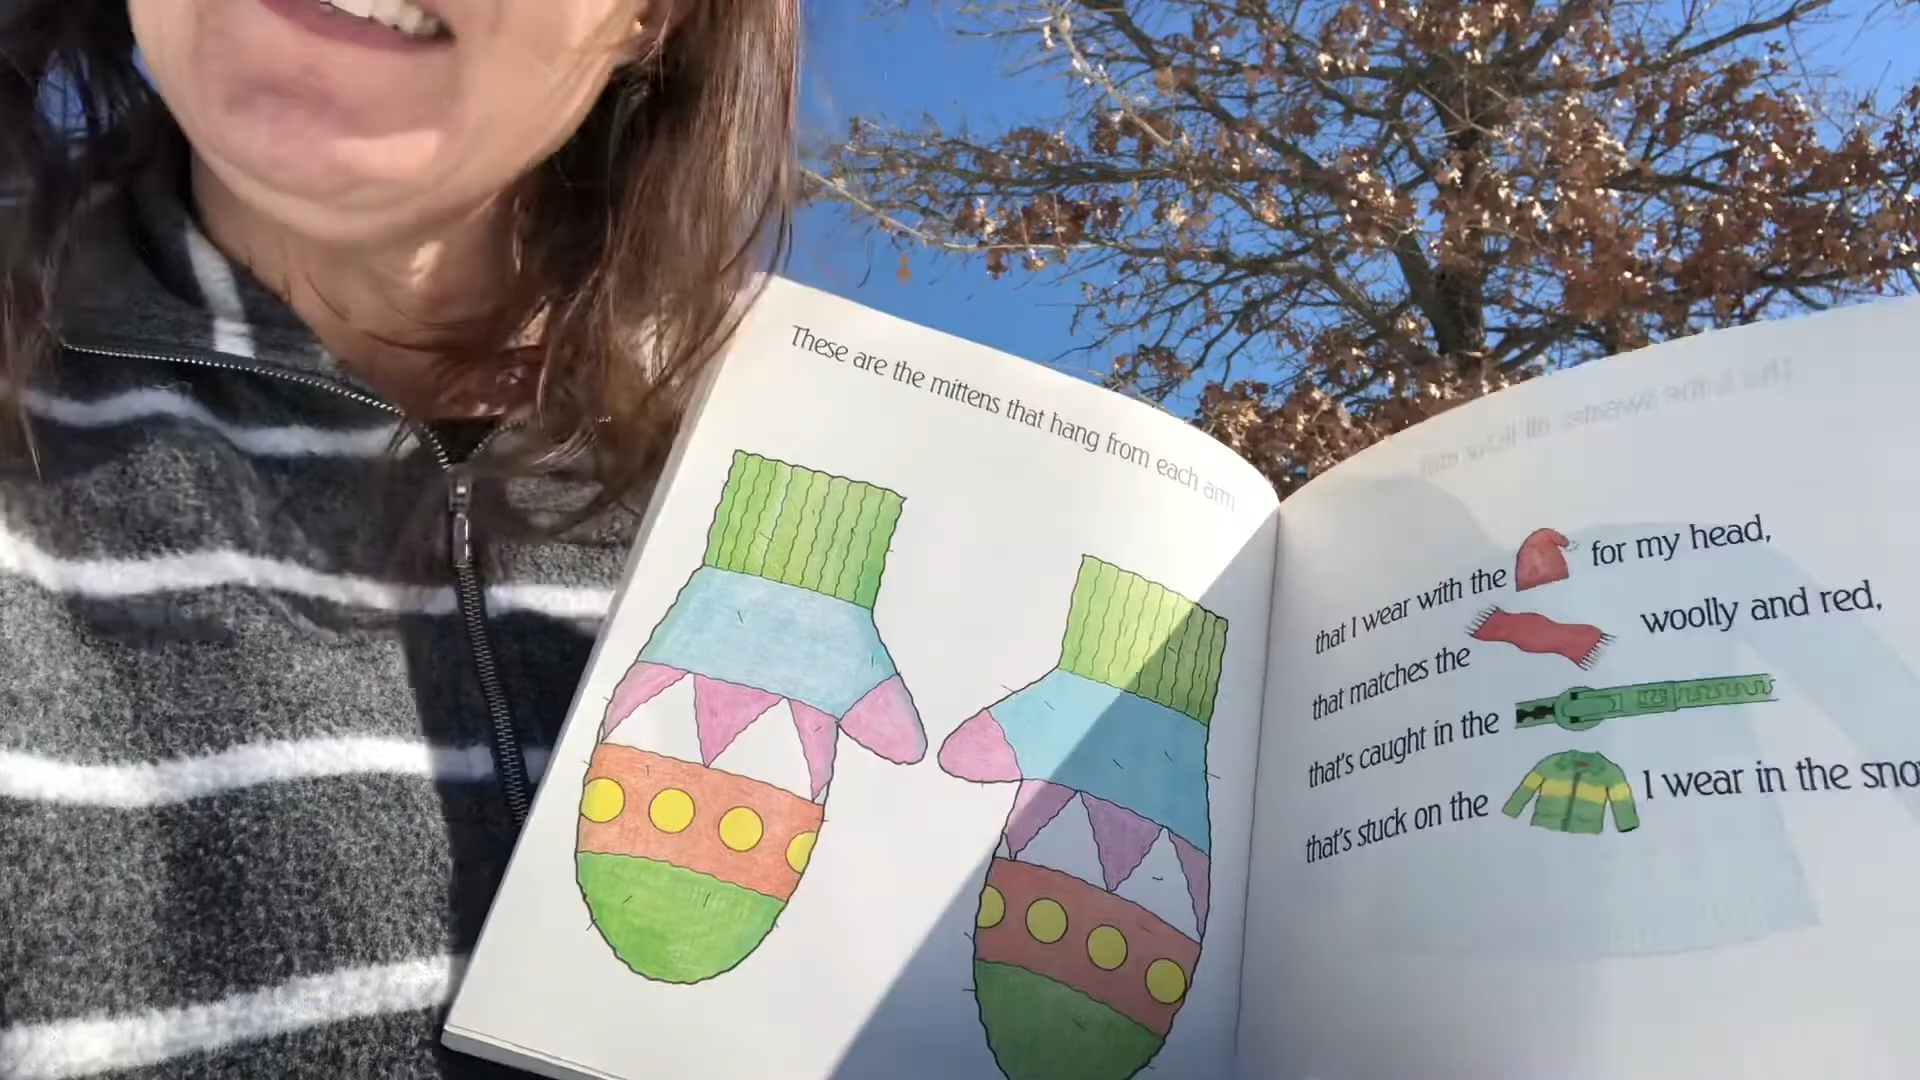 These are the mittens that hang from each arm
that I wear with the for my head,
that matches the woolly and red,
that's caught in the
that's stuck on the I wear in the sno